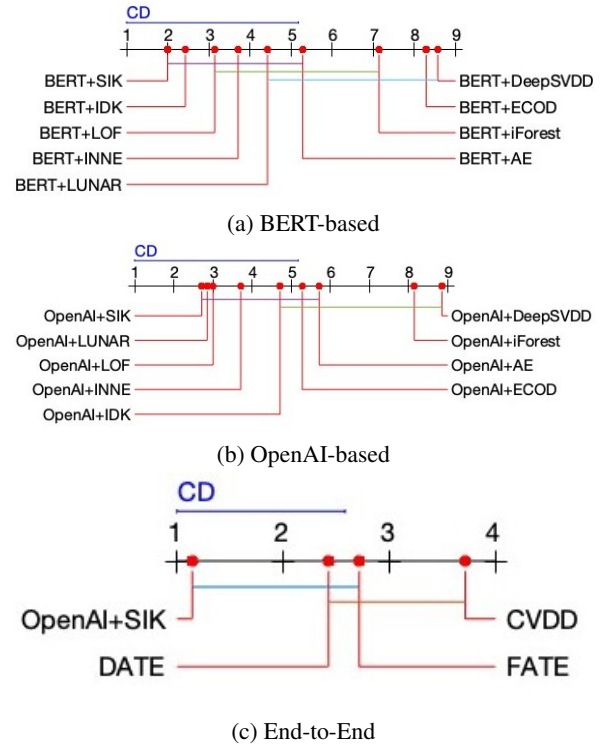 CD
1 2 3 4 5 6 7 8 9
BERT+SIK BERT+DeepSVDD
BERT+IDK BERT+ECOD
BERT+LOF BERT+iForest
BERT+INNE BERT+AE
BERT+LUNAR
(a) BERT-based
CD
1 2 3 4 5 6 7 8 9
OpenAI+SIK OpenAI+DeepSVDD
OpenAI+LUNAR OpenAI+iForest
OpenAI+LOF OpenAI+AE
OpenAI+INNE OpenAI+ECOD
OpenAI+IDK
(b) OpenAI-based
CD
1 2 3 4
OpenAI+SIK CVDD
DATE FATE
(c) End-to-End